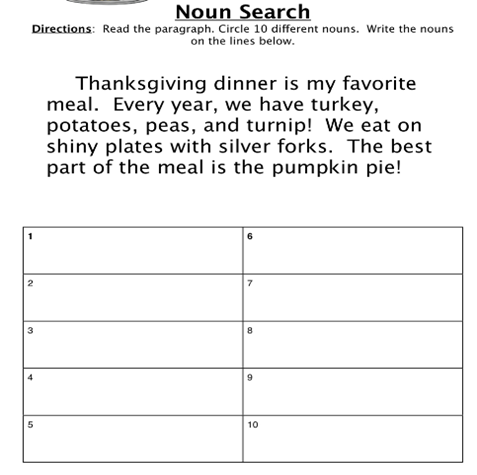 Noun Search
Directions: Read the paragraph. Circle 10 different nouns. Write the nouns
on the lines below.
Thanksgiving dinner is my favorite
meal. Every year, we have turkey,
potatoes, peas, and turnip! We eat on
shiny plates with silver forks. The best
part of the meal is the pumpkin pie!
1 6
2 7
3 8
4 9
5 10